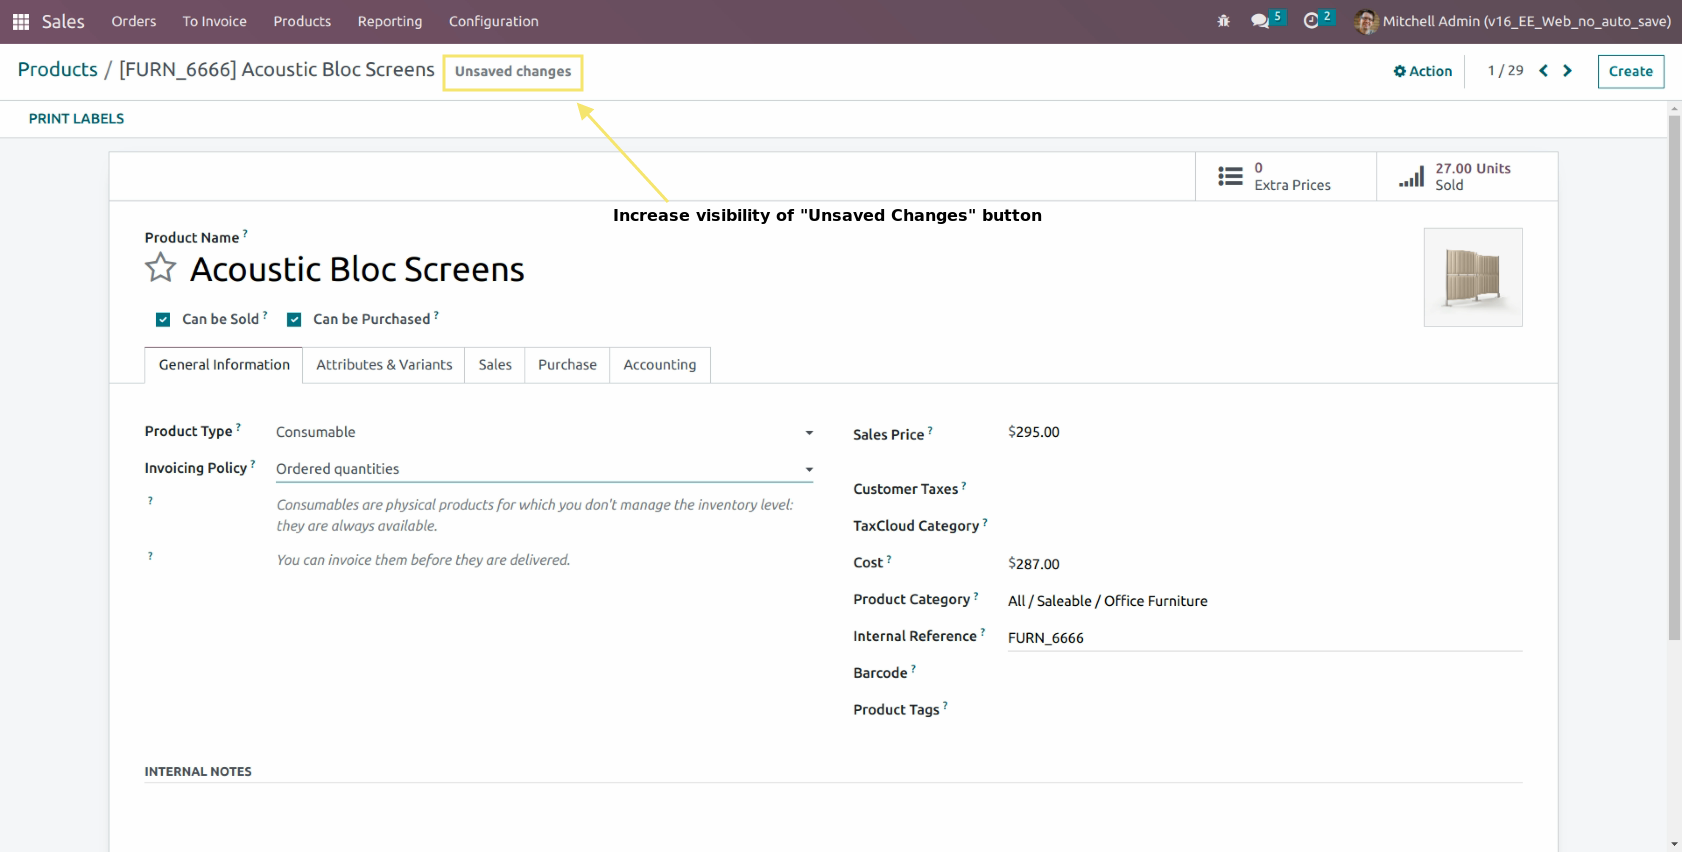 Sales Orders To Invoice Products Reporting Configuration 5 2 Mitchell Admin (v16_EE_Web_no_auto_save)
Products / [FURN_6666] Acoustic Bloc Screens Unsaved changes Action 1 / 29 Create
PRINT LABELS
0
Extra Prices
27.00 Units
Sold
Increase visibility of "Unsaved Changes" button
Product Name ?
Acoustic Bloc Screens
Can be Sold ? Can be Purchased ?
General Information Attributes & Variants Sales Purchase Accounting
Product Type ? Consumable
Invoicing Policy ? Ordered quantities
? Consumables are physical products for which you don't manage the inventory level:
they are always available.
? You can invoice them before they are delivered.
Sales Price ? $295.00
Customer Taxes ?
TaxCloud Category ?
Cost ? $287.00
Product Category ? All / Saleable / Office Furniture
Internal Reference ? FURN_6666
Barcode ?
Product Tags ?
INTERNAL NOTES